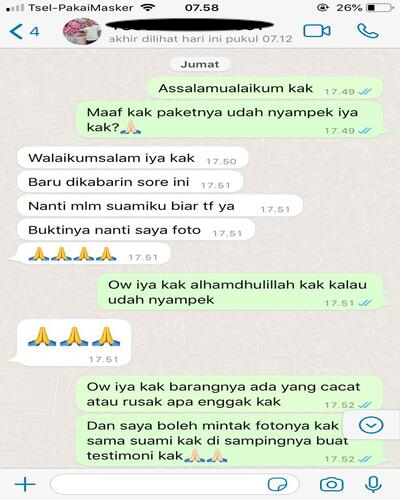 Tsel-PakaiMasker 07.58 26%
4
akhir dilihat hari ini pukul 07.12
Jumat
Assalamualaikum kak 17.49
Maaf kak paketnya udah nyampek iya
kak?🙏 17.49
Walaikumsalam iya kak 17.50
Baru dikabarin sore ini 17.51
Nanti mlm suamiku biar tf ya 17.51
Buktinya nanti saya foto 17.51
🙏🙏🙏🙏 17.51
Ow iya kak alhamdhulillah kak kalau
udah nyampek 17.51
🙏🙏🙏
17.51
Ow iya kak barangnya ada yang cacat
atau rusak apa enggak kak 17.52
Dan saya boleh mintak fotonya kak
sama suami kak di sampingnya buat
testimoni kak🙏🙏 17.52